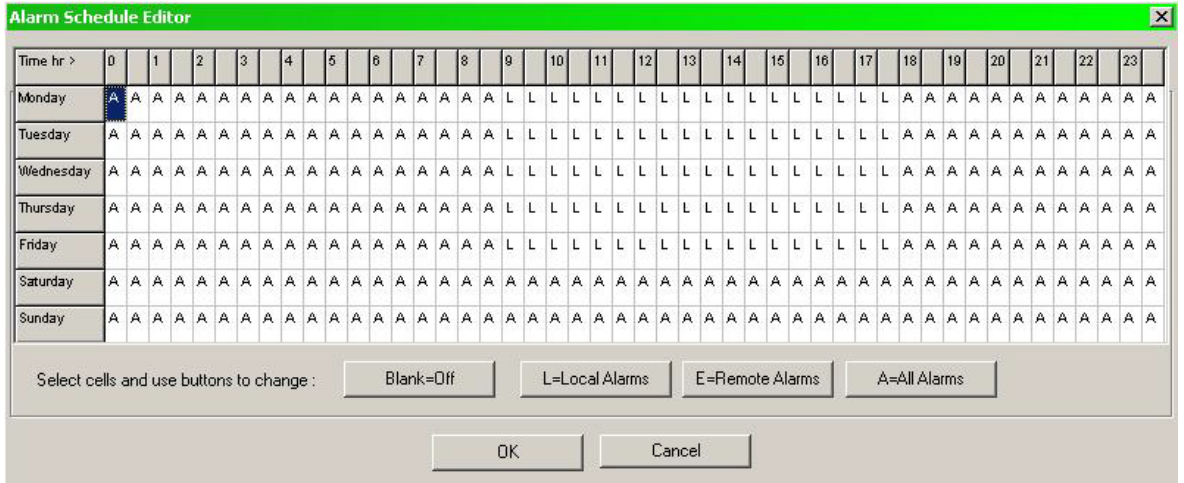 Alarm Schedule Editor
Time hr > 0 1 2 3 4 5 6 7 8 9 10 11 12 13 14 15 16 17 18 19 20 21 22 23
Monday A A A A A A A A A A A A A A A A A A L L L L L L L L L L L L L L L L L L A A A A A A A A A A A A
Tuesday A A A A A A A A A A A A A A A A A A L L L L L L L L L L L L L L L L L L A A A A A A A A A A A A
Wednesday A A A A A A A A A A A A A A A A A A L L L L L L L L L L L L L L L L L L A A A A A A A A A A A A
Thursday A A A A A A A A A A A A A A A A A A L L L L L L L L L L L L L L L L L L A A A A A A A A A A A A
Friday A A A A A A A A A A A A A A A A A A L L L L L L L L L L L L L L L L L L A A A A A A A A A A A A
Saturday A A A A A A A A A A A A A A A A A A A A A A A A A A A A A A A A A A A A A A A A A A A A A A A A
Sunday A A A A A A A A A A A A A A A A A A A A A A A A A A A A A A A A A A A A A A A A A A A A A A A A
Select cells and use buttons to change : Blank=Off L=Local Alarms E=Remote Alarms A=All Alarms
OK Cancel